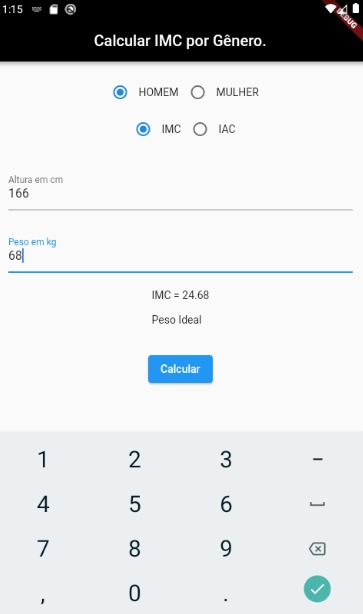 1:15
DEBUG
Calcular IMC por Gênero.
HOMEM MULHER
IMC IAC
Altura em cm
166
Peso em kg
68
IMC = 24.68
Peso Ideal
Calcular
1 2 3 -
4 5 6
7 8 9
, 0 .